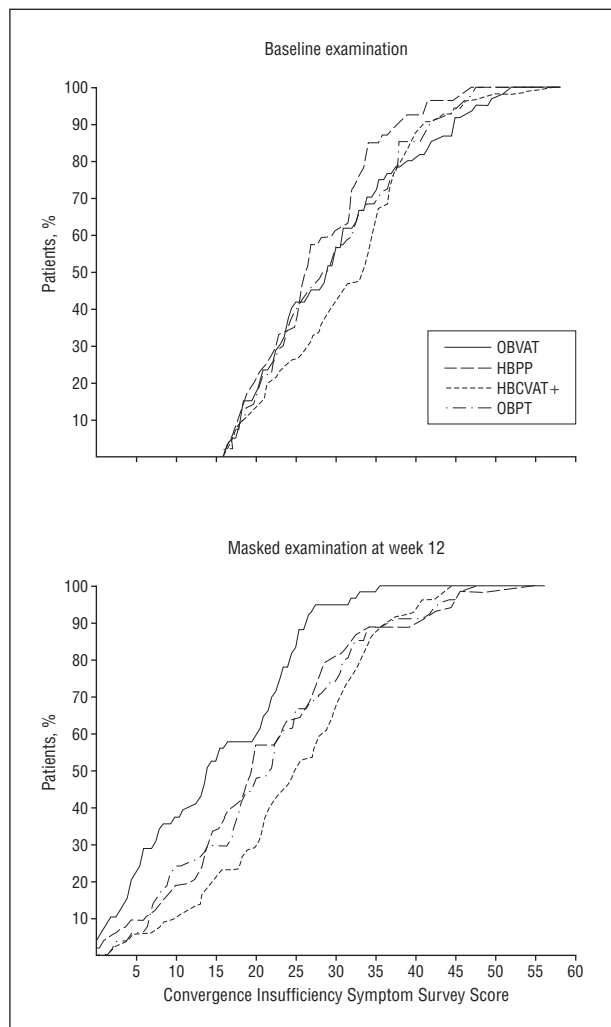 Baseline examination
100
90
80
70
60
50
40
30
20
10
Patients, %
OBVAT
HBPP
HBCVAT+
OBPT
Masked examination at week 12
100
90
80
70
60
50
40
30
20
10
Patients, %
5 10 15 20 25 30 35 40 45 50 55 60
Convergence Insufficiency Symptom Survey Score